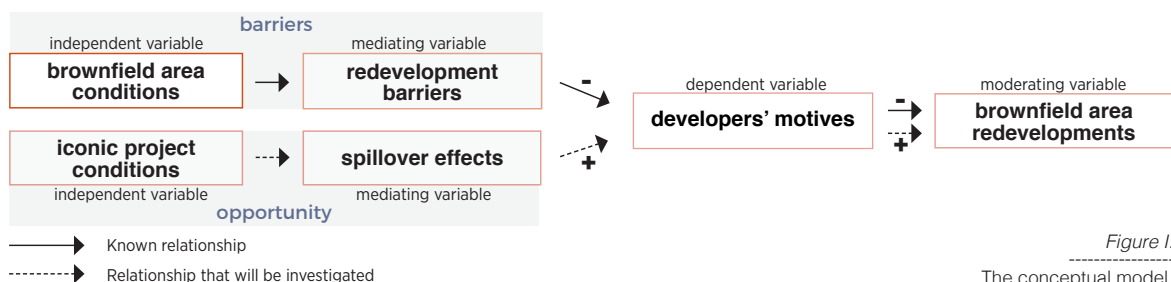 barriers
independent variable
brownfield area
conditions
mediating variable
redevelopment
barriers
-
iconic project
conditions
independent variable
spillover effects
mediating variable
+
opportunity
dependent variable
developers’ motives
-
+
moderating variable
brownfield area
redevelopments
Known relationship
Relationship that will be investigated
Figure I.
The conceptual model